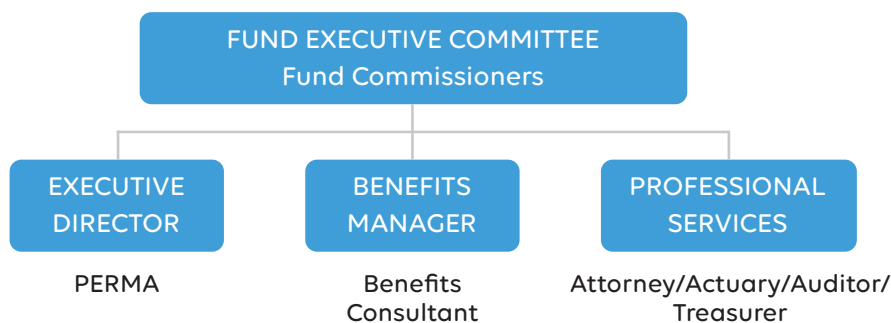 FUND EXECUTIVE COMMITTEE
Fund Commissioners
EXECUTIVE
DIRECTOR
PERMA
BENEFITS
MANAGER
Benefits
Consultant
PROFESSIONAL
SERVICES
Attorney/Actuary/Auditor/
Treasurer